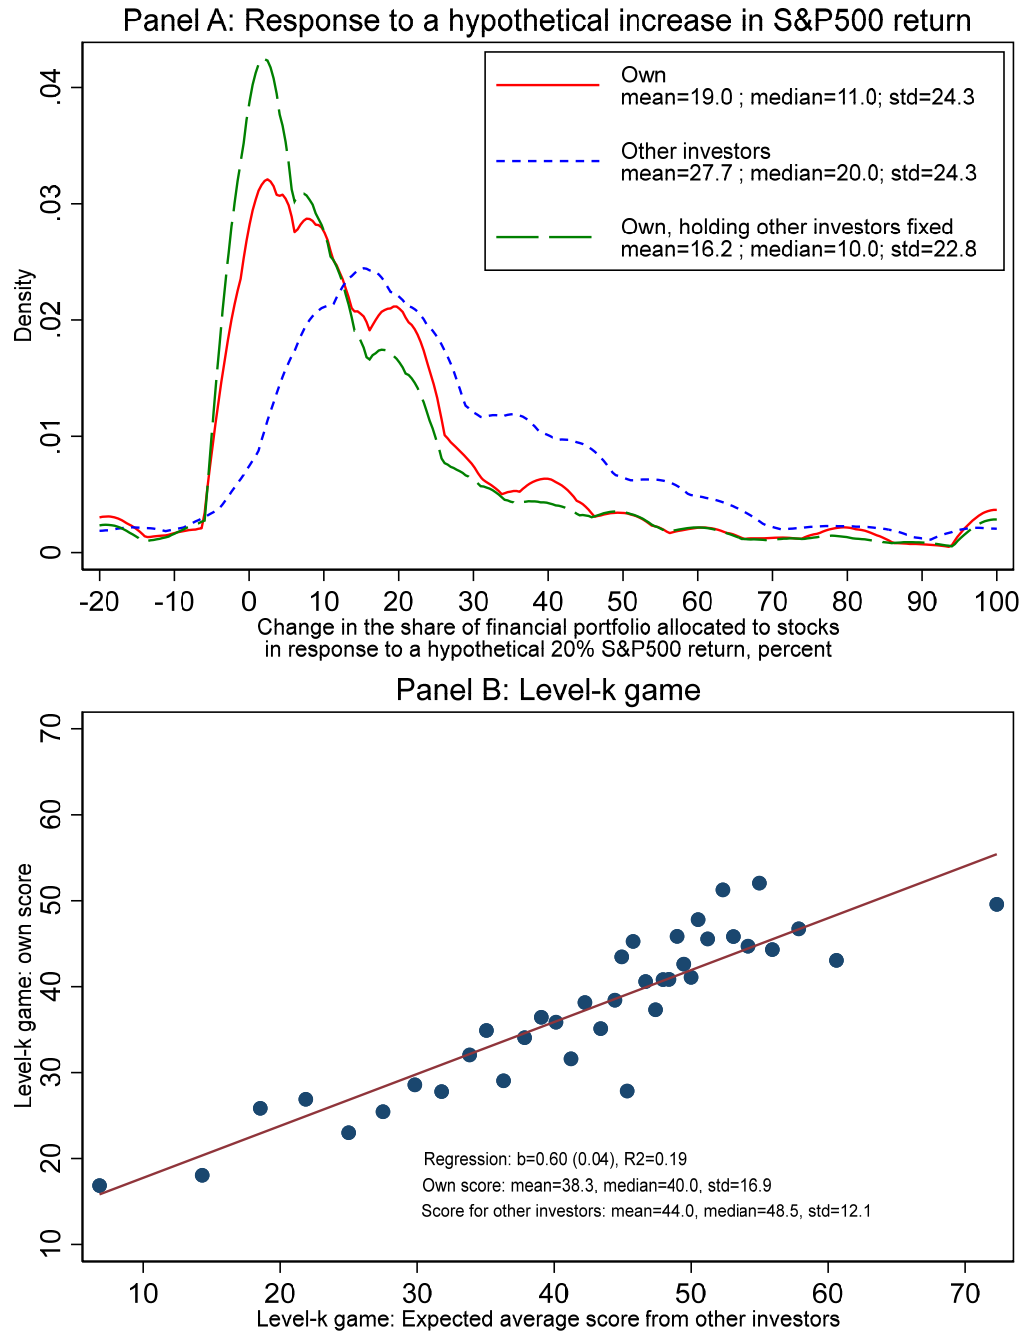 Panel A: Response to a hypothetical increase in S&P500 return
Own
mean=19.0 ; median=11.0; std=24.3
Other investors
mean=27.7 ; median=20.0; std=24.3
Own, holding other investors fixed
mean=16.2 ; median=10.0; std=22.8
Density
.04
.03
.02
.01
0
-20 -10 0 10 20 30 40 50 60 70 80 90 100
Change in the share of financial portfolio allocated to stocks
in response to a hypothetical 20% S&P500 return, percent
Panel B: Level-k game
Level-k game: own score
70
60
50
40
30
20
10
Regression: b=0.60 (0.04), R2=0.19
Own score: mean=38.3, median=40.0, std=16.9
Score for other investors: mean=44.0, median=48.5, std=12.1
10 20 30 40 50 60 70
Level-k game: Expected average score from other investors